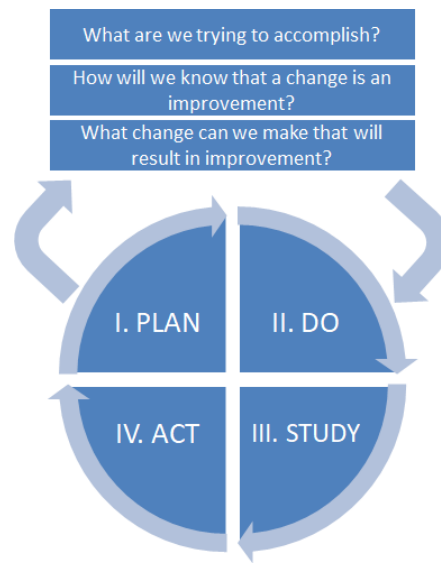 What are we trying to accomplish?
How will we know that a change is an
improvement?
What change can we make that will
result in improvement?
I. PLAN
II. DO
IV. ACT
III. STUDY